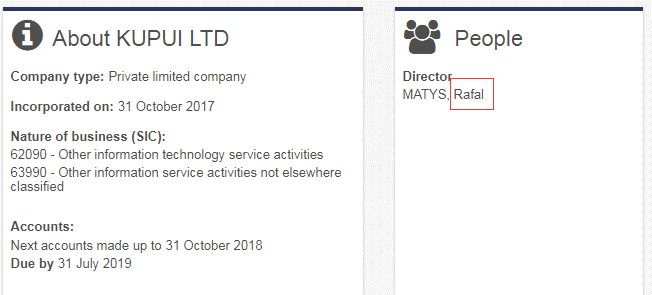 About KUPUI LTD
Company type: Private limited company
Incorporated on: 31 October 2017
Nature of business (SIC):
62090 - Other information technology service activities
63990 - Other information service activities not elsewhere
classified
Accounts:
Next accounts made up to 31 October 2018
Due by 31 July 2019
People
Director
MATYS, Rafal